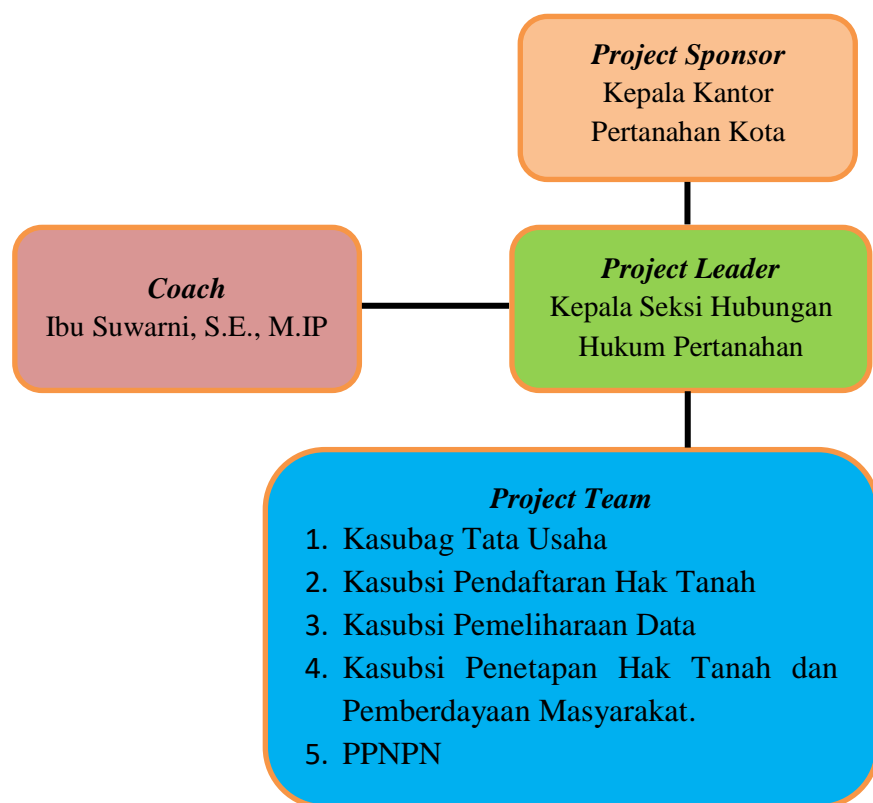 Project Sponsor
Kepala Kantor
Pertanahan Kota
Coach
Ibu Suwarni, S.E., M.IP
Project Leader
Kepala Seksi Hubungan
Hukum Pertanahan
Project Team
1. Kasubag Tata Usaha
2. Kasubsi Pendaftaran Hak Tanah
3. Kasubsi Pemeliharaan Data
4. Kasubsi Penetapan Hak Tanah dan
Pemberdayaan Masyarakat.
5. PPNPN